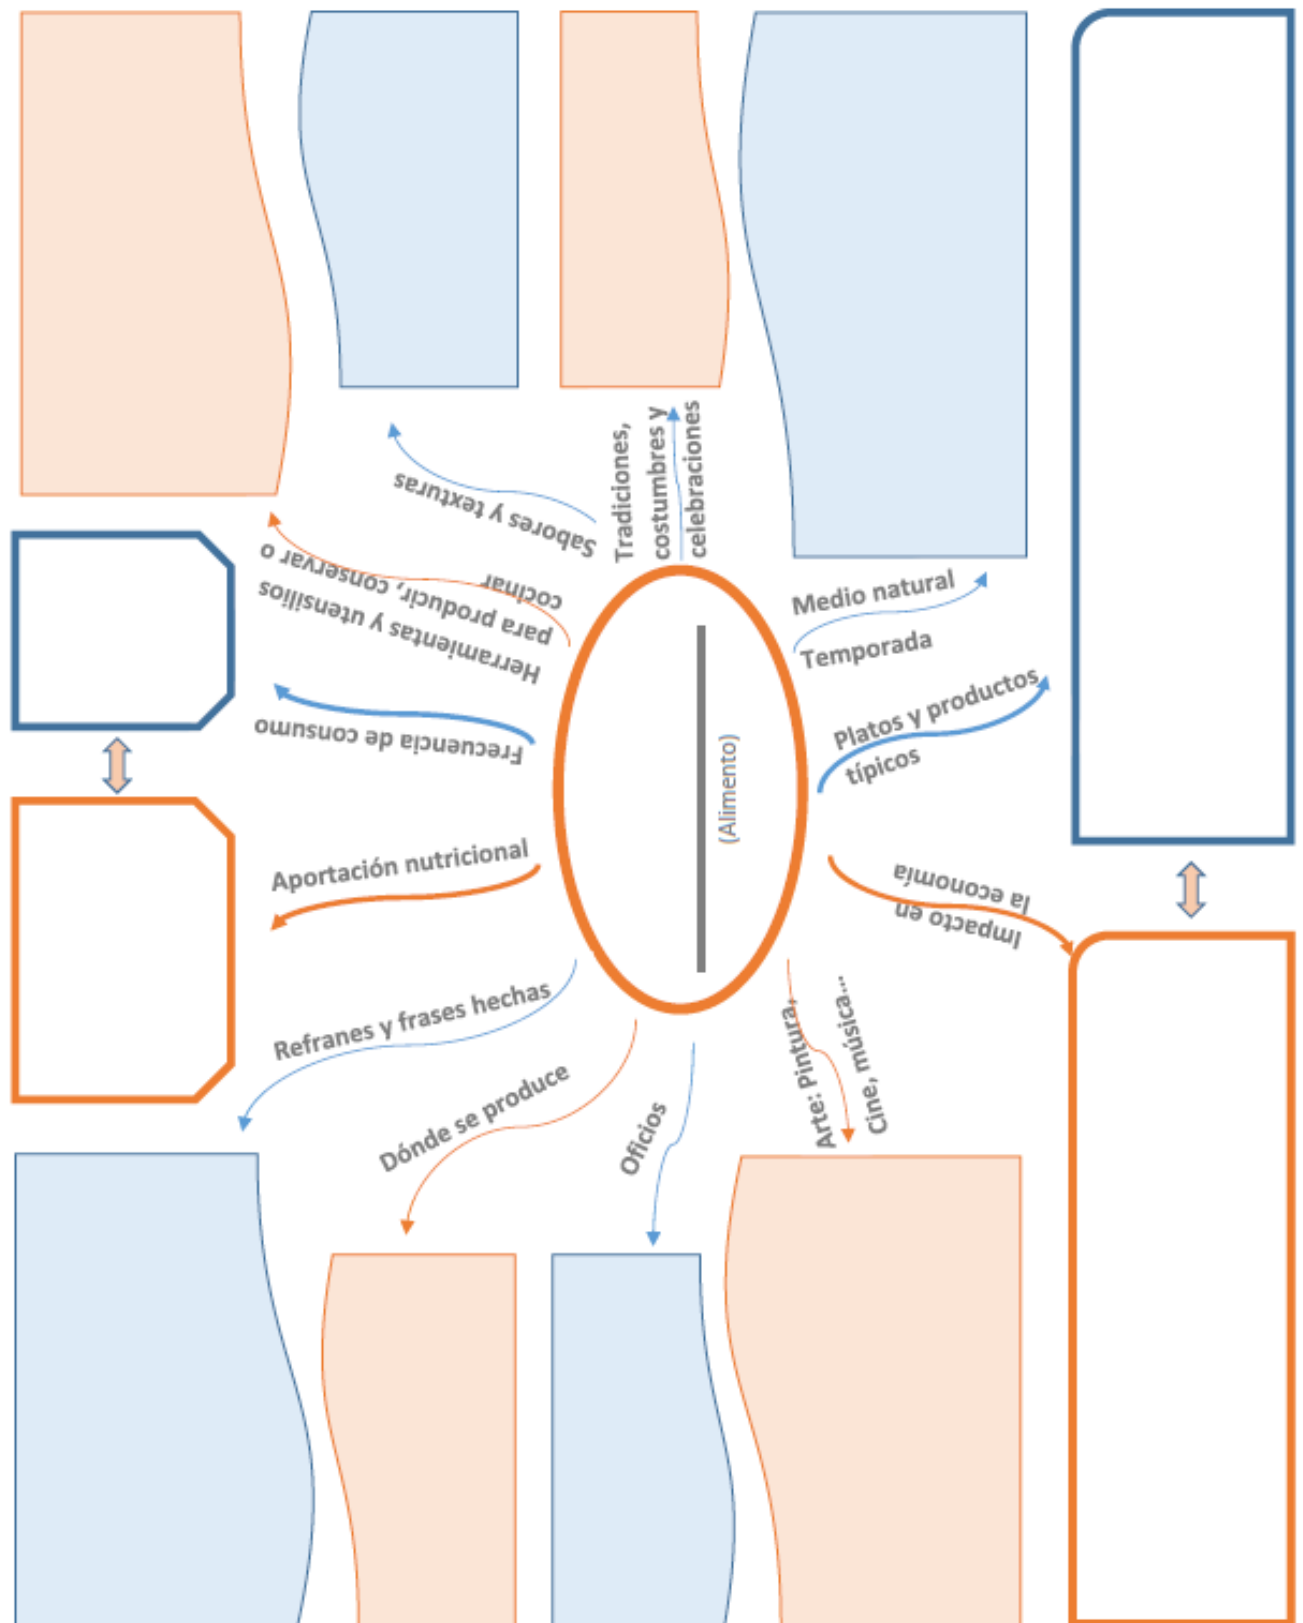 Tradiciones,
costumbres y
celebraciones
Sabores y texturas
Herramientas y utensilios
para producir, conservar o
cocinar
Frecuencia de consumo
Aportación nutricional
Refranes y frases hechas
Dónde se produce
Oficios
Arte: Pintura,
Cine, música...
Impacto en
la economía
Platos y productos
típicos
Medio natural
Temporada
(Alimento)